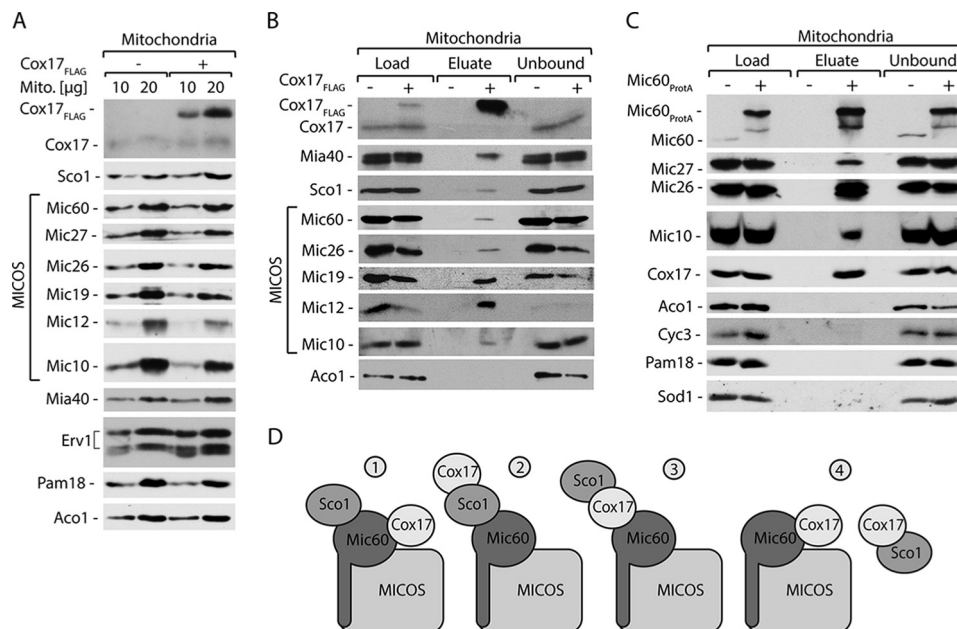 A
Mitochondria
Cox17FLAG - +
Mito. [µg] 10 20 10 20
Cox17FLAG -
Cox17 -
Sco1 -
MICOS
Mic60 -
Mic27 -
Mic26 -
Mic19 -
Mic12 -
Mic10 -
Mia40 -
Erv1
Pam18 -
Aco1 -
B
Mitochondria
Load Eluate Unbound
Cox17FLAG - + - + - +
Cox17FLAG -
Cox17 -
Mia40 -
Sco1 -
MICOS
Mic60 -
Mic26 -
Mic19 -
Mic12 -
Mic10 -
Aco1 -
C
Mitochondria
Load Eluate Unbound
Mic60ProtA - + - + - +
Mic60ProtA -
Mic60 -
Mic27 -
Mic26 -
Mic10 -
Cox17 -
Aco1 -
Cyc3 -
Pam18 -
Sod1 -
D
1
Sco1
Cox17
Mic60
MICOS
2
Cox17
Sco1
Mic60
MICOS
3
Sco1
Cox17
Mic60
MICOS
4
Mic60
Cox17
MICOS
Cox17
Sco1